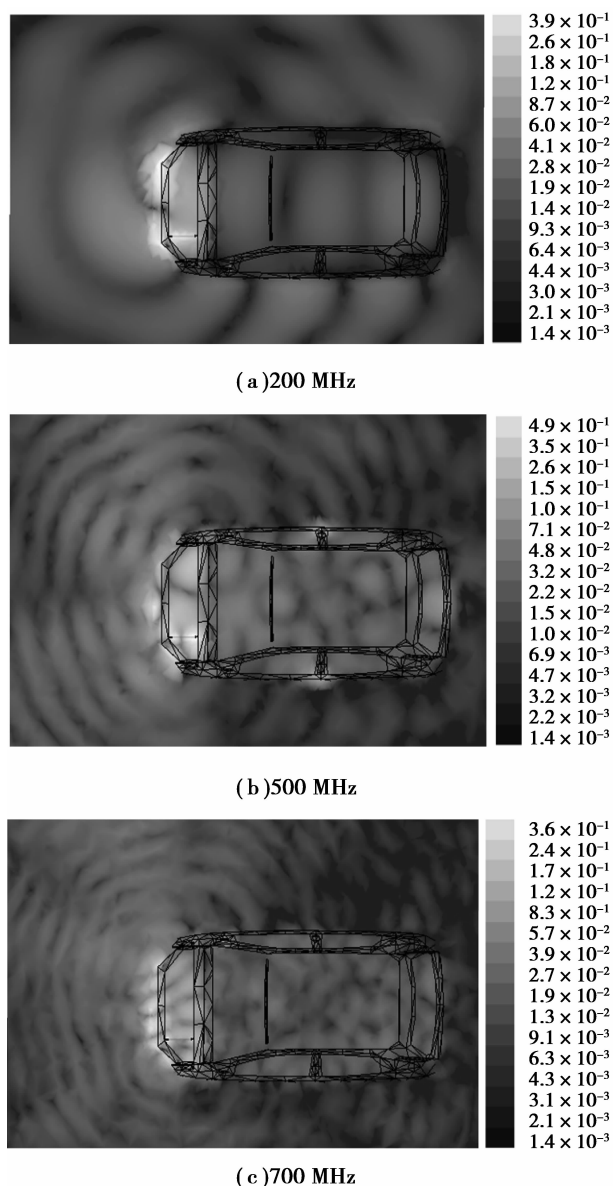 3.9 × 10⁻¹
2.6 × 10⁻¹
1.8 × 10⁻¹
1.2 × 10⁻¹
8.7 × 10⁻²
6.0 × 10⁻²
4.1 × 10⁻²
2.8 × 10⁻²
1.9 × 10⁻²
1.4 × 10⁻²
9.3 × 10⁻³
6.4 × 10⁻³
4.4 × 10⁻³
3.0 × 10⁻³
2.1 × 10⁻³
1.4 × 10⁻³
(a)200 MHz
4.9 × 10⁻¹
3.5 × 10⁻¹
2.6 × 10⁻¹
1.5 × 10⁻¹
1.0 × 10⁻¹
7.1 × 10⁻²
4.8 × 10⁻²
3.2 × 10⁻²
2.2 × 10⁻²
1.5 × 10⁻²
1.0 × 10⁻²
6.9 × 10⁻³
4.7 × 10⁻³
3.2 × 10⁻³
2.2 × 10⁻³
1.4 × 10⁻³
(b)500 MHz
3.6 × 10⁻¹
2.4 × 10⁻¹
1.7 × 10⁻¹
1.2 × 10⁻¹
8.3 × 10⁻¹
5.7 × 10⁻²
3.9 × 10⁻²
2.7 × 10⁻²
1.9 × 10⁻²
1.3 × 10⁻²
9.1 × 10⁻³
6.3 × 10⁻³
4.3 × 10⁻³
3.1 × 10⁻³
2.1 × 10⁻³
1.4 × 10⁻³
(c)700 MHz